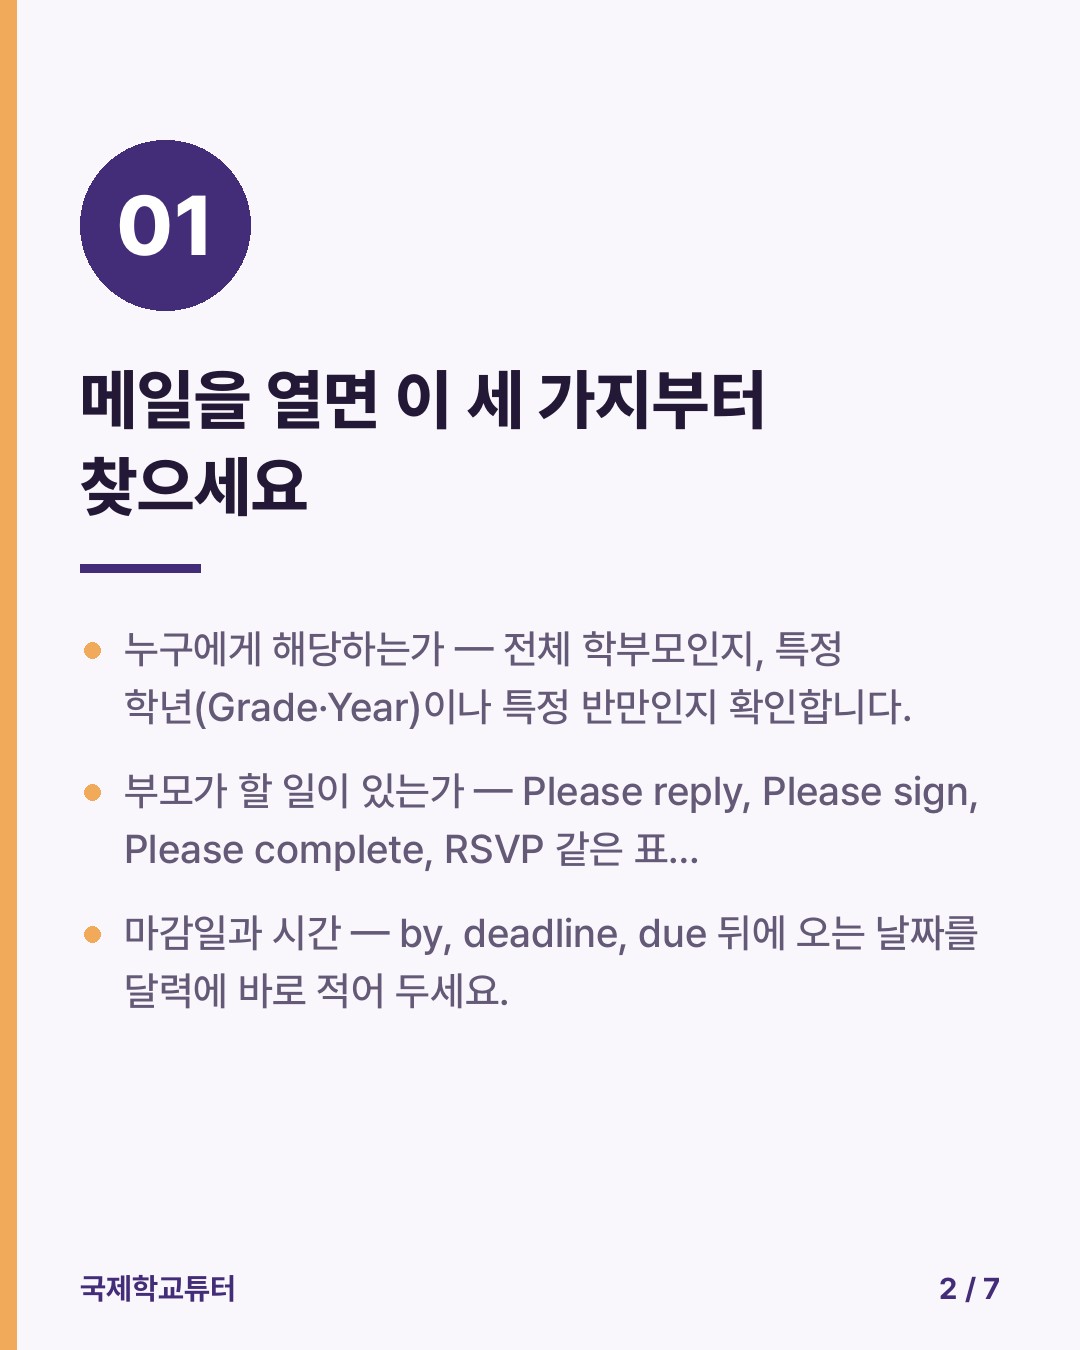 01
메일을 열면 이 세 가지부터
찾으세요
누구에게 해당하는가 — 전체 학부모인지, 특정
학년(Grade·Year)이나 특정 반만인지 확인합니다.
부모가 할 일이 있는가 — Please reply, Please sign,
Please complete, RSVP 같은 표...
마감일과 시간 — by, deadline, due 뒤에 오는 날짜를
달력에 바로 적어 두세요.
국제학교튜터
2 / 7